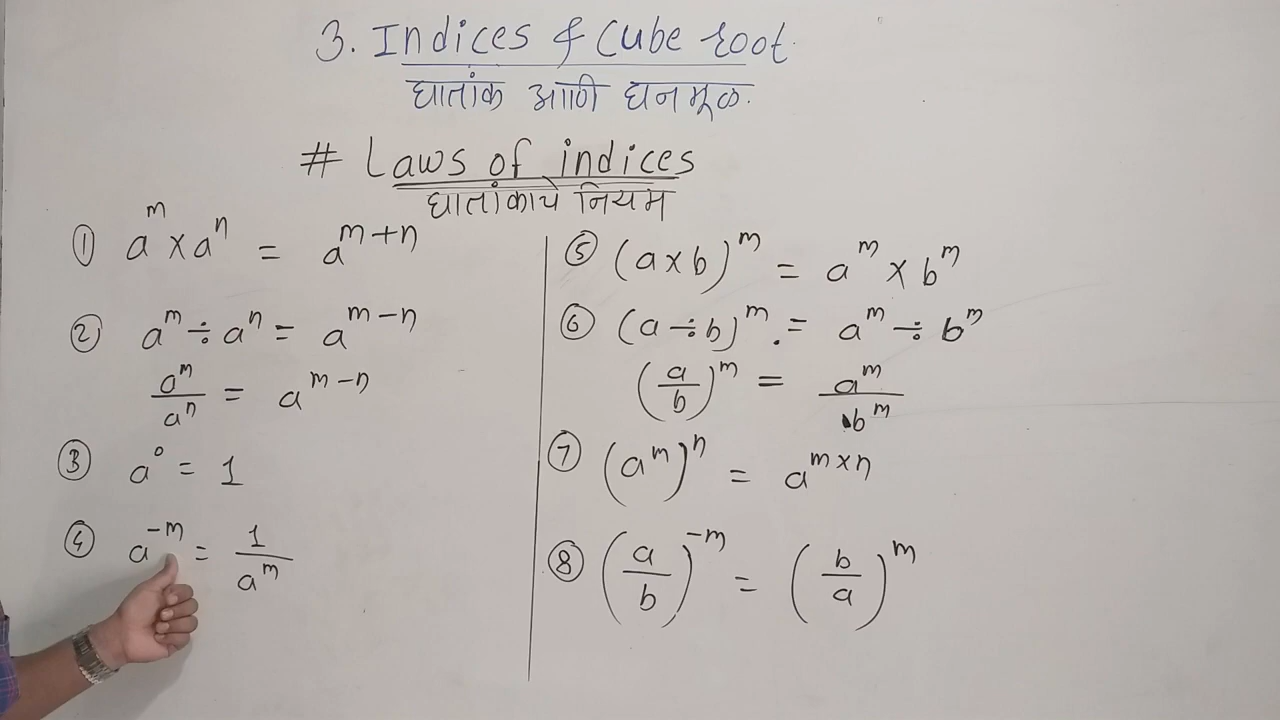 3. Indices & Cube root.
घातांक आणि घनमूळ.
# Laws of indices
घातांकाचे नियम
① a^m × a^n = a^(m+n)
② a^m ÷ a^n = a^(m-n)
a^m/a^n = a^(m-n)
③ a^0 = 1
④ a^(-m) = 1/a^m
⑤ (a×b)^m = a^m × b^m
⑥ (a÷b)^m = a^m ÷ b^m
(a/b)^m = a^m/b^m
⑦ (a^m)^n = a^(m×n)
⑧ (a/b)^(-m) = (b/a)^m